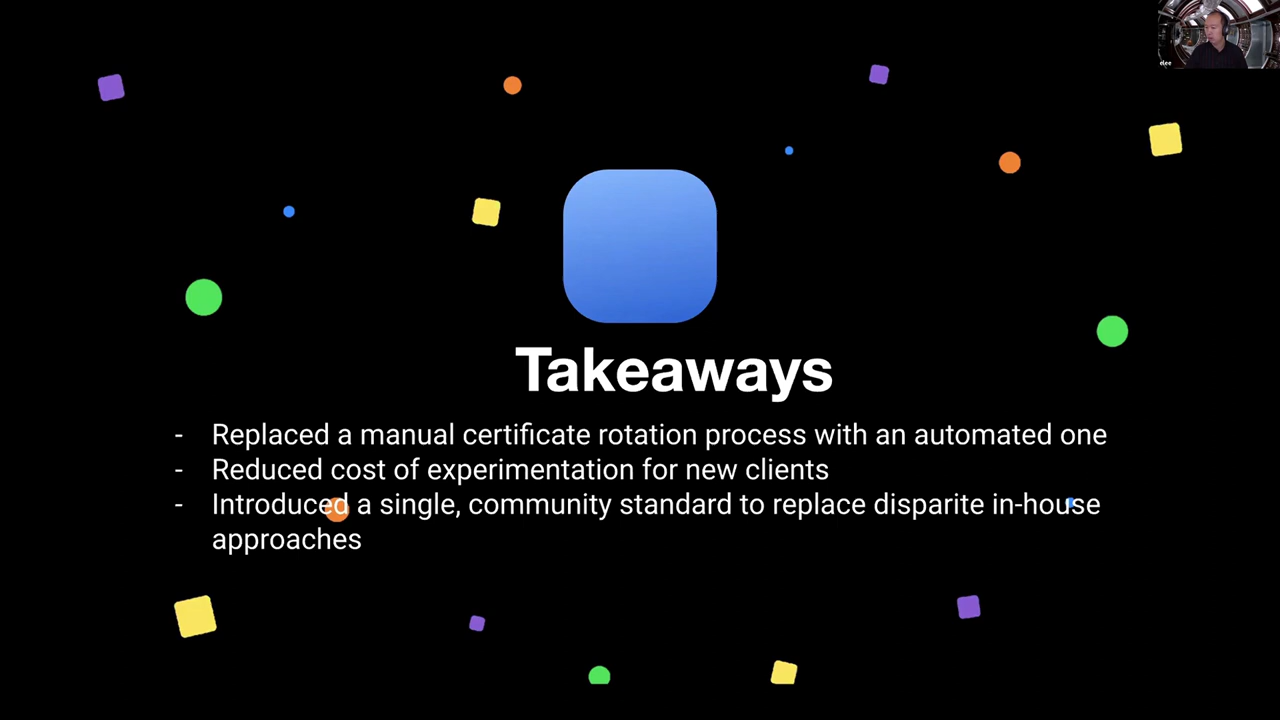 elee
Takeaways
- Replaced a manual certificate rotation process with an automated one
- Reduced cost of experimentation for new clients
- Introduced a single, community standard to replace disparite in-house
approaches